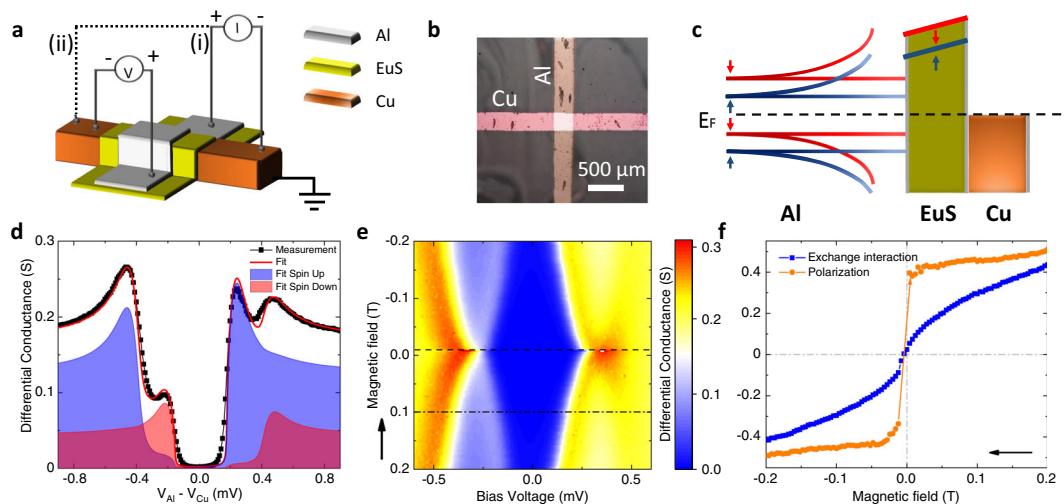 a
(ii)
(i)
+
I
-
-
V
+
Al
EuS
Cu
b
Al
Cu
500 µm
c
EF
Al
EuS
Cu
d
0.3
0.2
0.1
0
Differential Conductance (S)
Measurement
Fit
Fit Spin Up
Fit Spin Down
-0.8
-0.4
0.0
0.4
0.8
VAl - VCu (mV)
e
-0.2
-0.1
0.0
0.1
0.2
Magnetic field (T)
-0.5
0.0
0.5
Bias Voltage (mV)
0.3
0.2
0.1
0.0
Differential Conductance (S)
f
0.4
0.2
0
-0.2
-0.4
Exchange interaction
Polarization
-0.2
-0.1
0.0
0.1
0.2
Magnetic field (T)